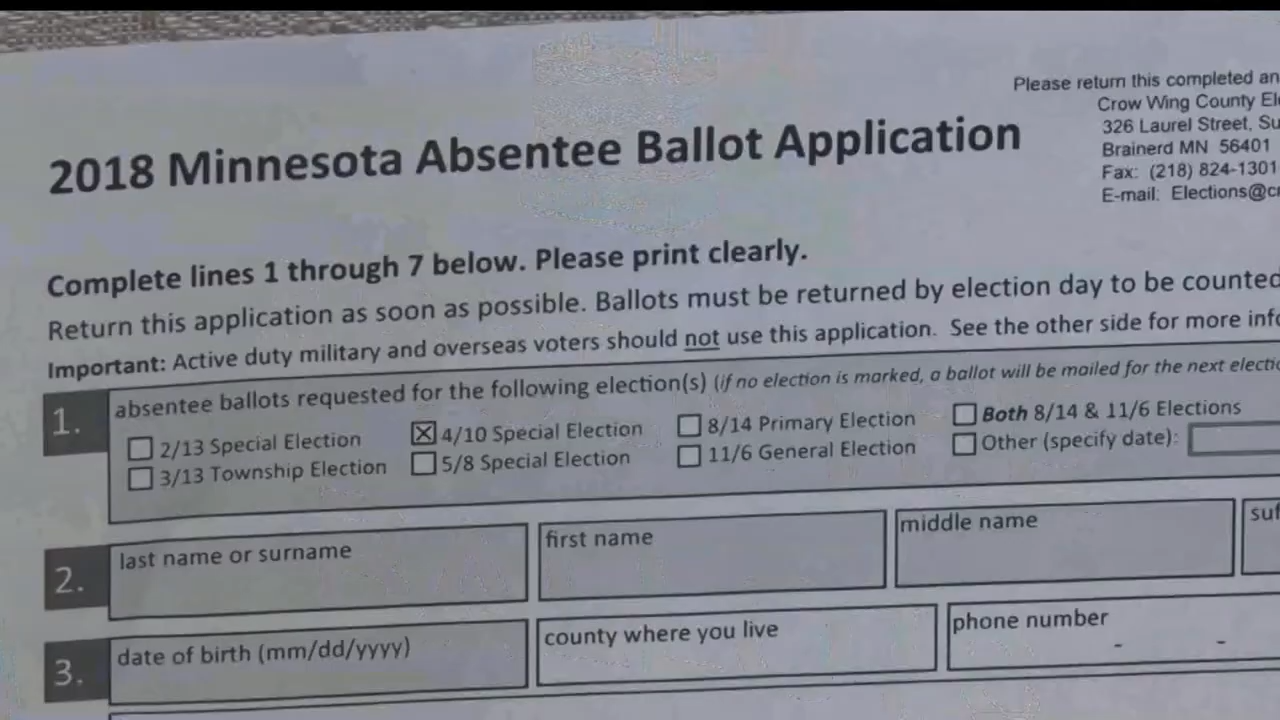 Please return this completed an
Crow Wing County El
326 Laurel Street, Su
Brainerd MN 56401
Fax: (218) 824-1301
E-mail: Elections@c
2018 Minnesota Absentee Ballot Application
Complete lines 1 through 7 below. Please print clearly.
Return this application as soon as possible. Ballots must be returned by election day to be counted
Important: Active duty military and overseas voters should not use this application. See the other side for more info
1. absentee ballots requested for the following election(s) (if no election is marked, a ballot will be mailed for the next electi
2/13 Special Election 4/10 Special Election 8/14 Primary Election Both 8/14 & 11/6 Elections
3/13 Township Election 5/8 Special Election 11/6 General Election Other (specify date):
2. last name or surname first name middle name suf
3. date of birth (mm/dd/yyyy) county where you live phone number
- -